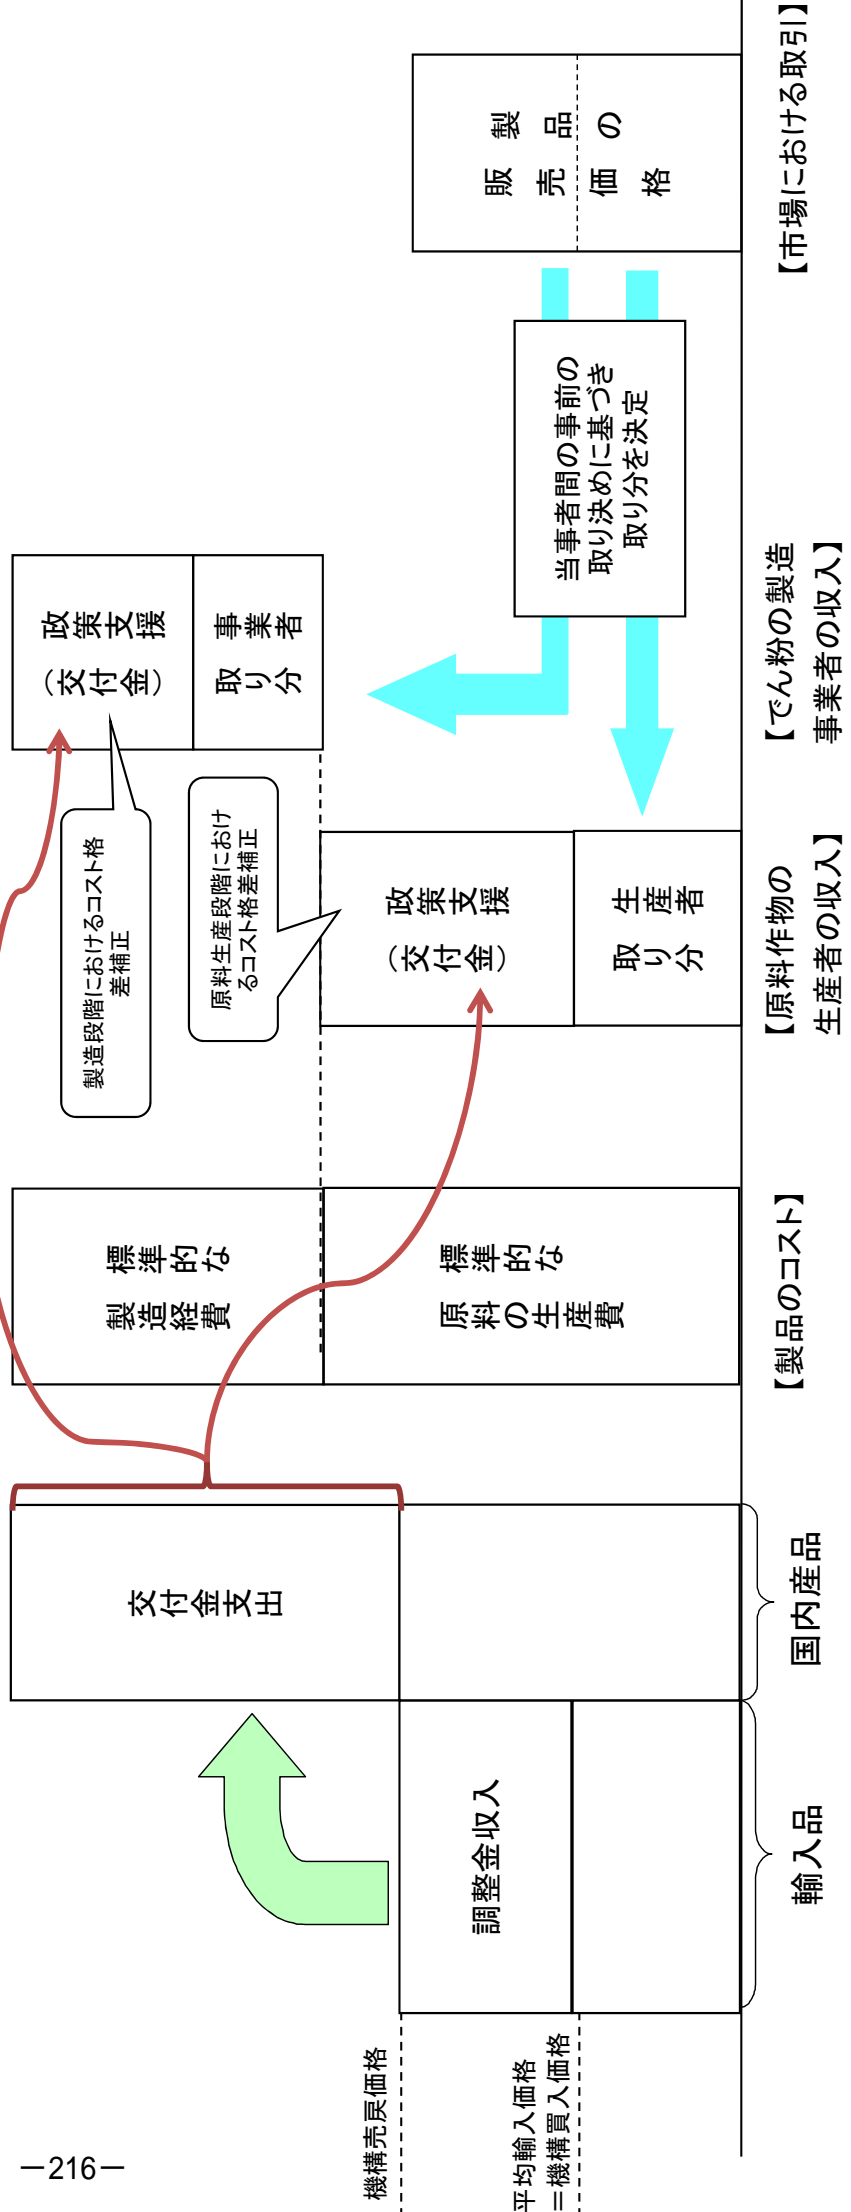 機構売戻価格
平均輸入価格
＝機構買入価格
調整金収入
輸入品
交付金支出
国内産品
標準的な
製造経費
標準的な
原料の生産費
【製品のコスト】
製造段階におけるコスト格
差補正
原料生産段階におけ
るコスト格差補正
政策支援
（交付金）
生産者
取り分
【原料作物の
生産者の収入】
政策支援
（交付金）
事業者
取り分
【でん粉の製造
事業者の収入】
当事者間の事前の
取り決めに基づき
取り分を決定
製品の
販売価格
【市場における取引】
－216－